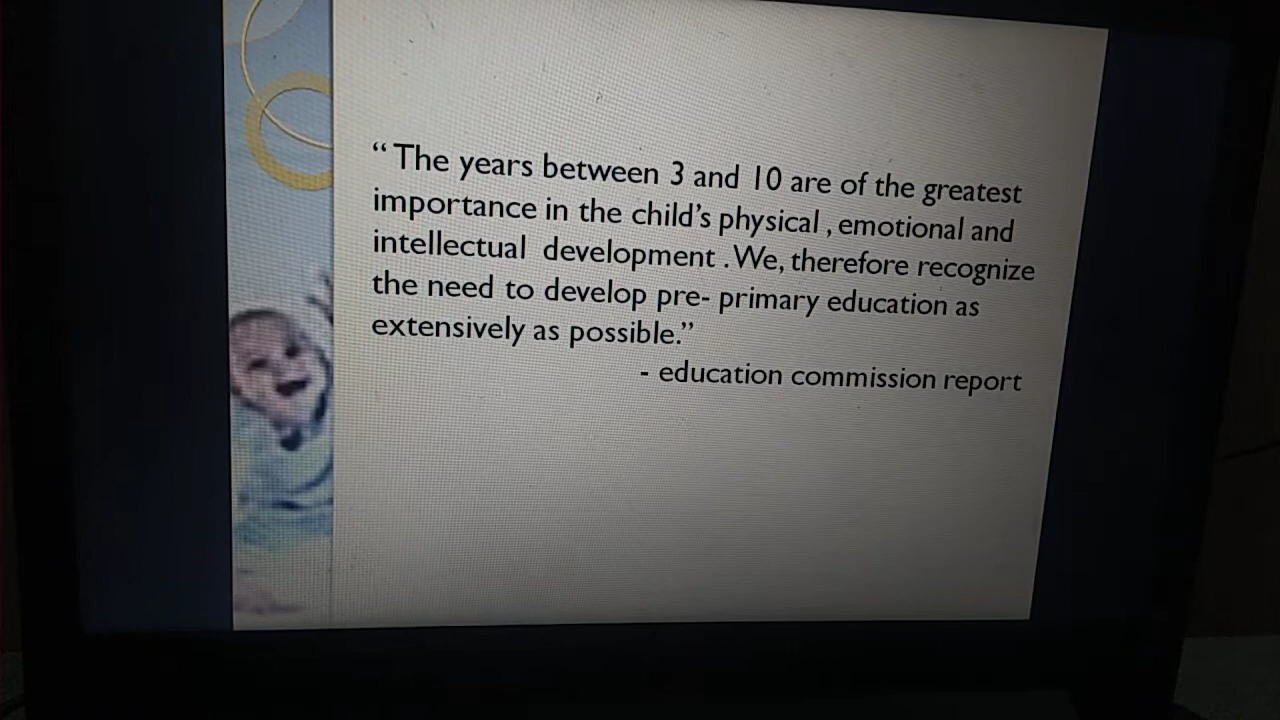 “ The years between 3 and 10 are of the greatest
importance in the child’s physical , emotional and
intellectual  development . We, therefore recognize
the need to develop pre- primary education as
extensively as possible.”
- education commission report